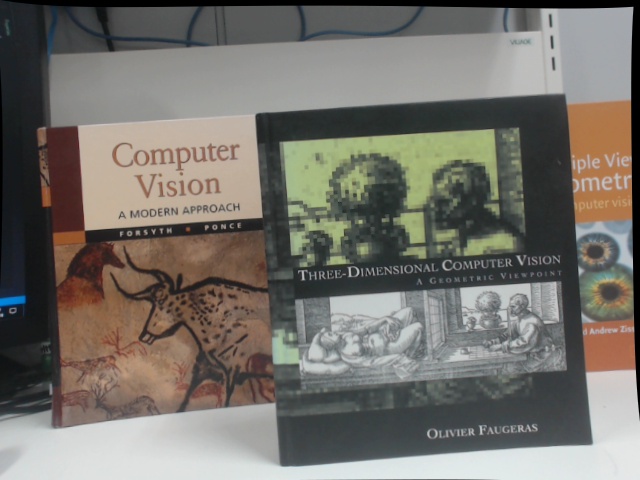 Computer
Vision
A MODERN APPROACH
FORSYTH PONCE
THREE-DIMENSIONAL COMPUTER VISION
A GEOMETRIC VIEWPOINT
OLIVIER FAUGERAS
iple Vie
ometr
mputer visi
d Andrew Zis